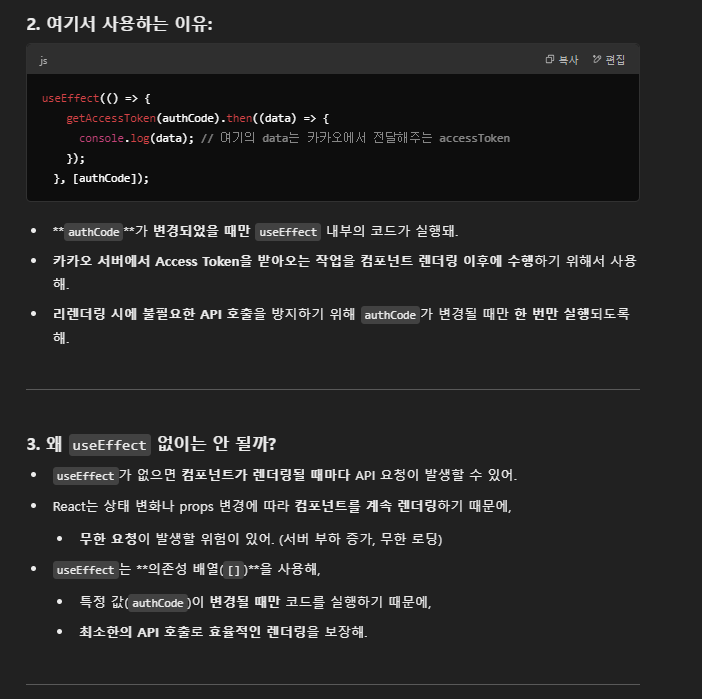 2. 여기서 사용하는 이유:
js
복사
편집
useEffect(() => {
getAccessToken(authCode).then((data) => {
console.log(data); // 여기의 data는 카카오에서 전달해주는 accessToken
});
}, [authCode]);
**authCode**가 변경되었을 때만 useEffect 내부의 코드가 실행돼.
카카오 서버에서 Access Token을 받아오는 작업을 컴포넌트 렌더링 이후에 수행하기 위해서 사용
해.
리렌더링 시에 불필요한 API 호출을 방지하기 위해 authCode가 변경될 때만 한 번만 실행되도록
해.
3. 왜 useEffect 없이는 안 될까?
useEffect가 없으면 컴포넌트가 렌더링될 때마다 API 요청이 발생할 수 있어.
React는 상태 변화나 props 변경에 따라 컴포넌트를 계속 렌더링하기 때문에,
무한 요청이 발생할 위험이 있어. (서버 부하 증가, 무한 로딩)
useEffect는 **의존성 배열([])**을 사용해,
특정 값(authCode)이 변경될 때만 코드를 실행하기 때문에,
최소한의 API 호출로 효율적인 렌더링을 보장해.